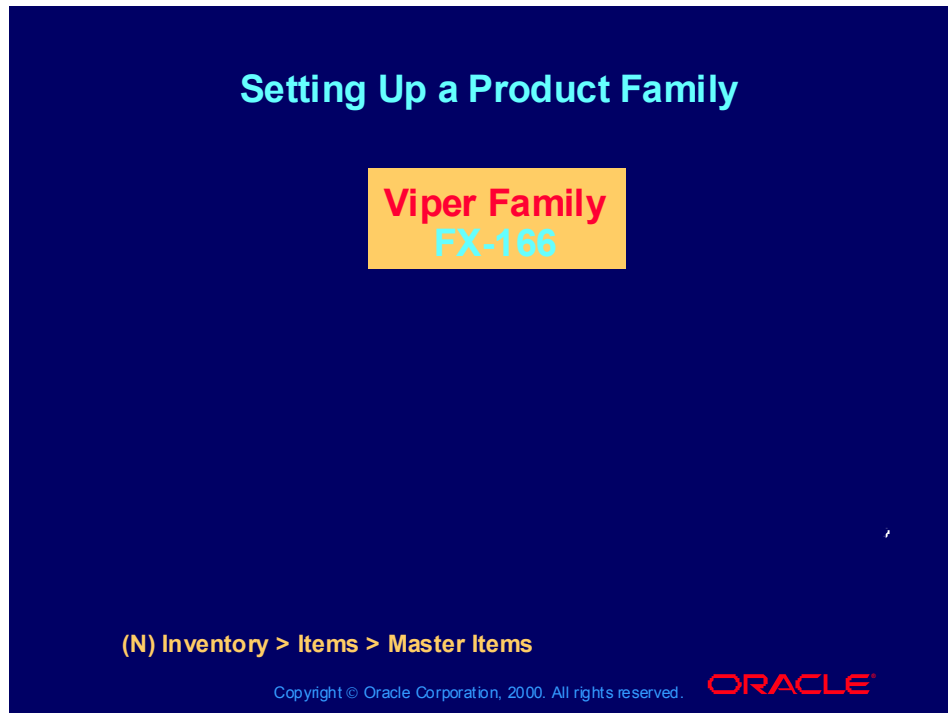 Setting Up a Product Family
Viper Family
FX-166
(N) Inventory > Items > Master Items
Copyright © Oracle Corporation, 2000. All rights reserved.
ORACLE®